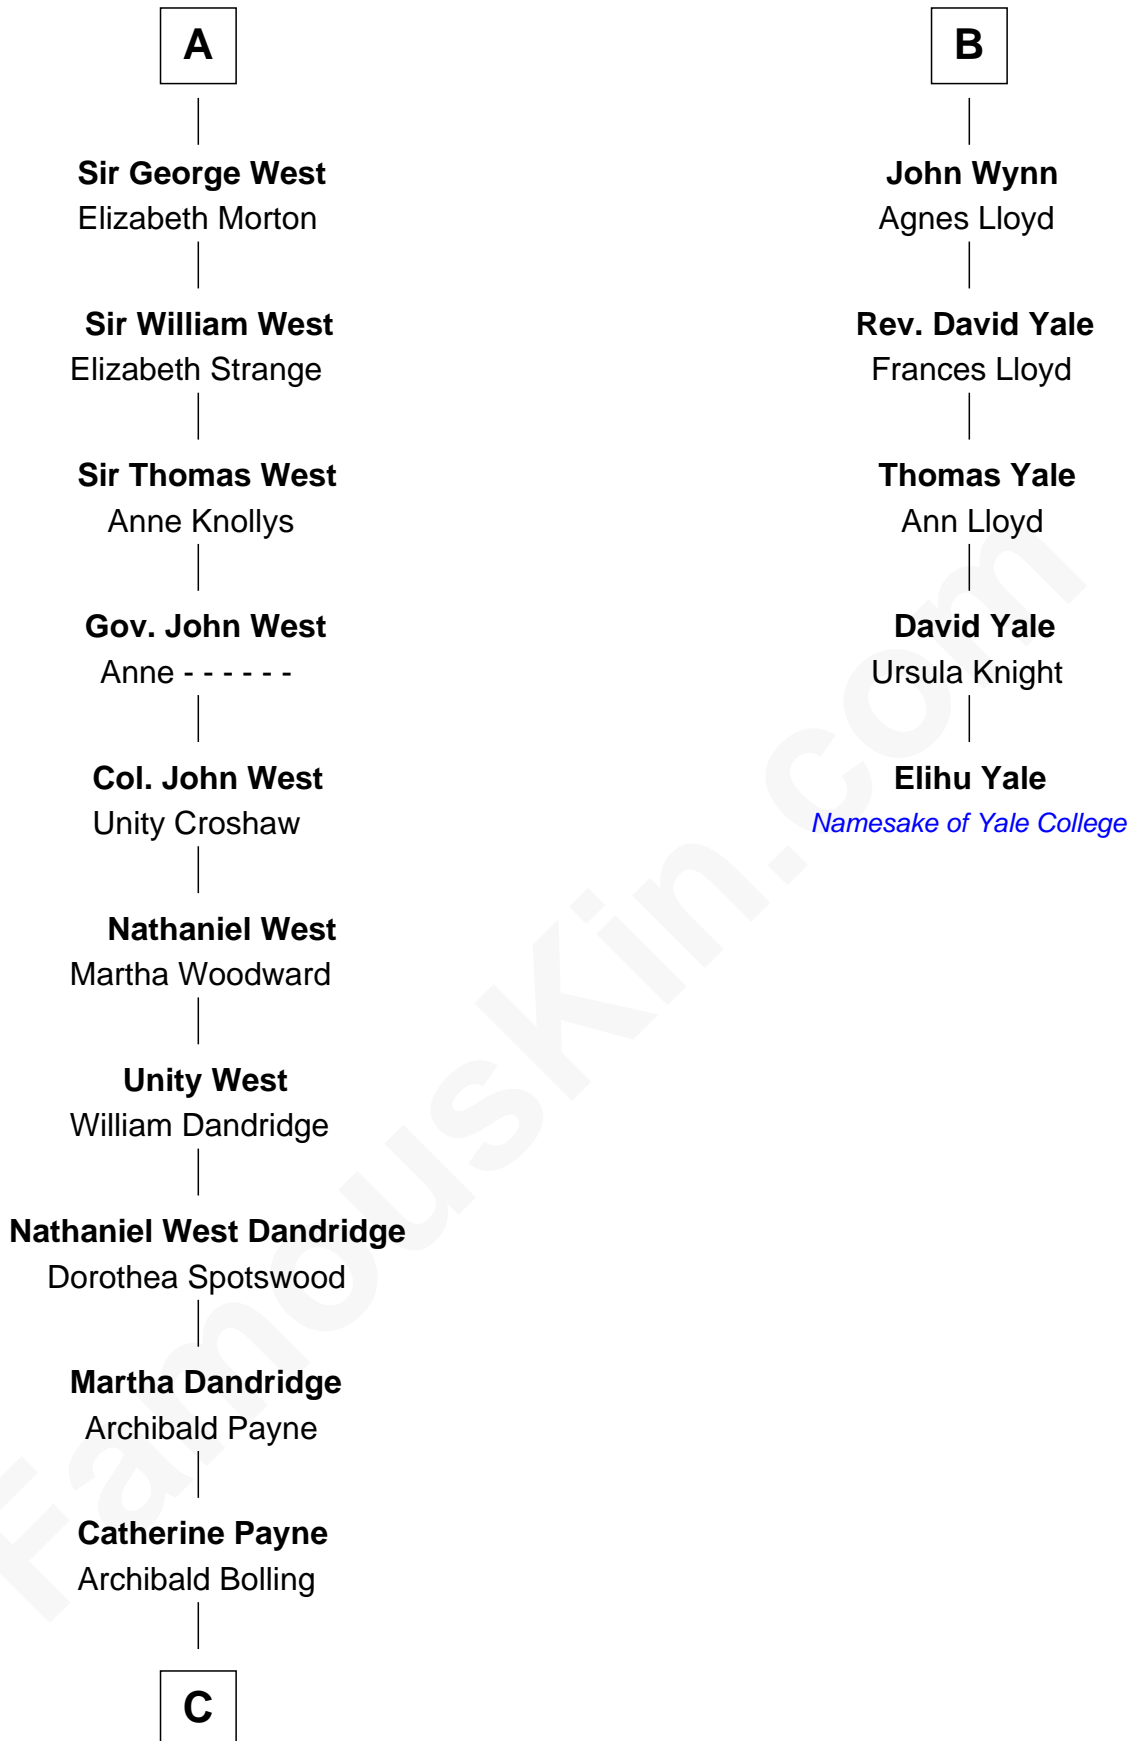 A
Sir George West
Elizabeth Morton
Sir William West
Elizabeth Strange
Sir Thomas West
Anne Knollys
Gov. John West
Anne - - - - - -
Col. John West
Unity Croshaw
Nathaniel West
Martha Woodward
Unity West
William Dandridge
Nathaniel West Dandridge
Dorothea Spotswood
Martha Dandridge
Archibald Payne
Catherine Payne
Archibald Bolling
C
B
John Wynn
Agnes Lloyd
Rev. David Yale
Frances Lloyd
Thomas Yale
Ann Lloyd
David Yale
Ursula Knight
Elihu Yale
Namesake of Yale College
FamousKin.com